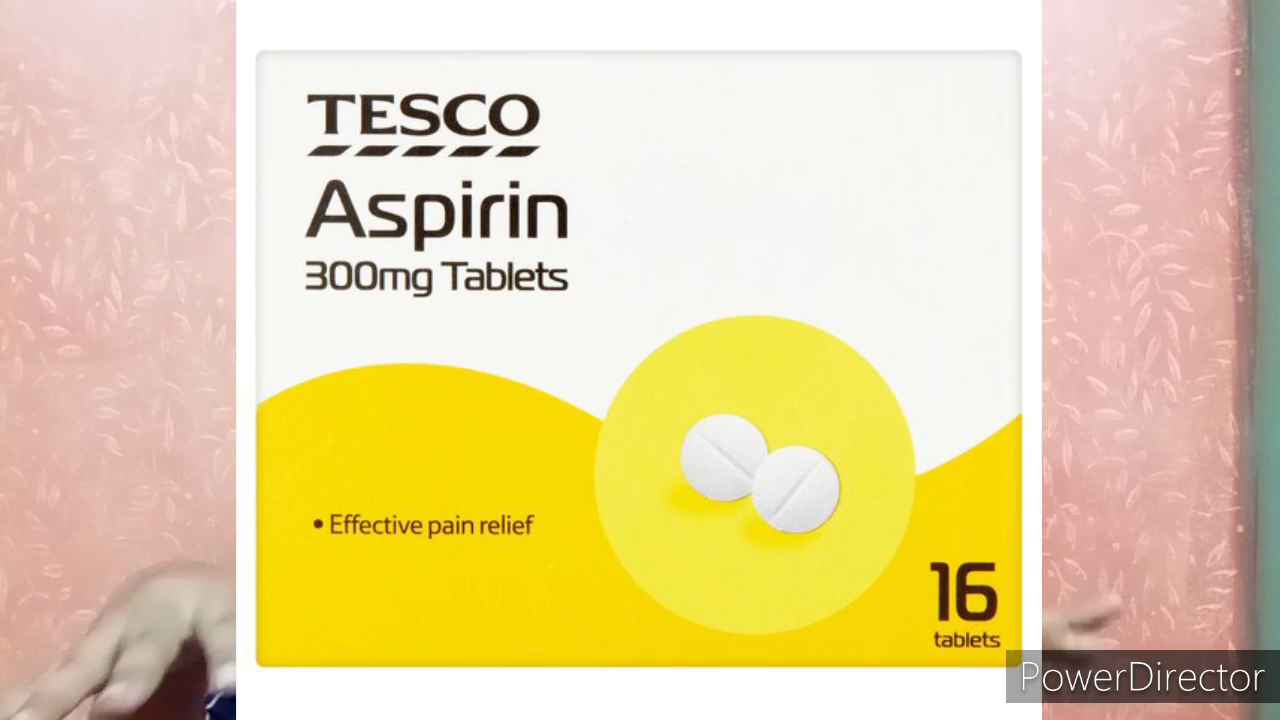 TESCO
Aspirin
300mg Tablets
• Effective pain relief
16
tablets
PowerDirector